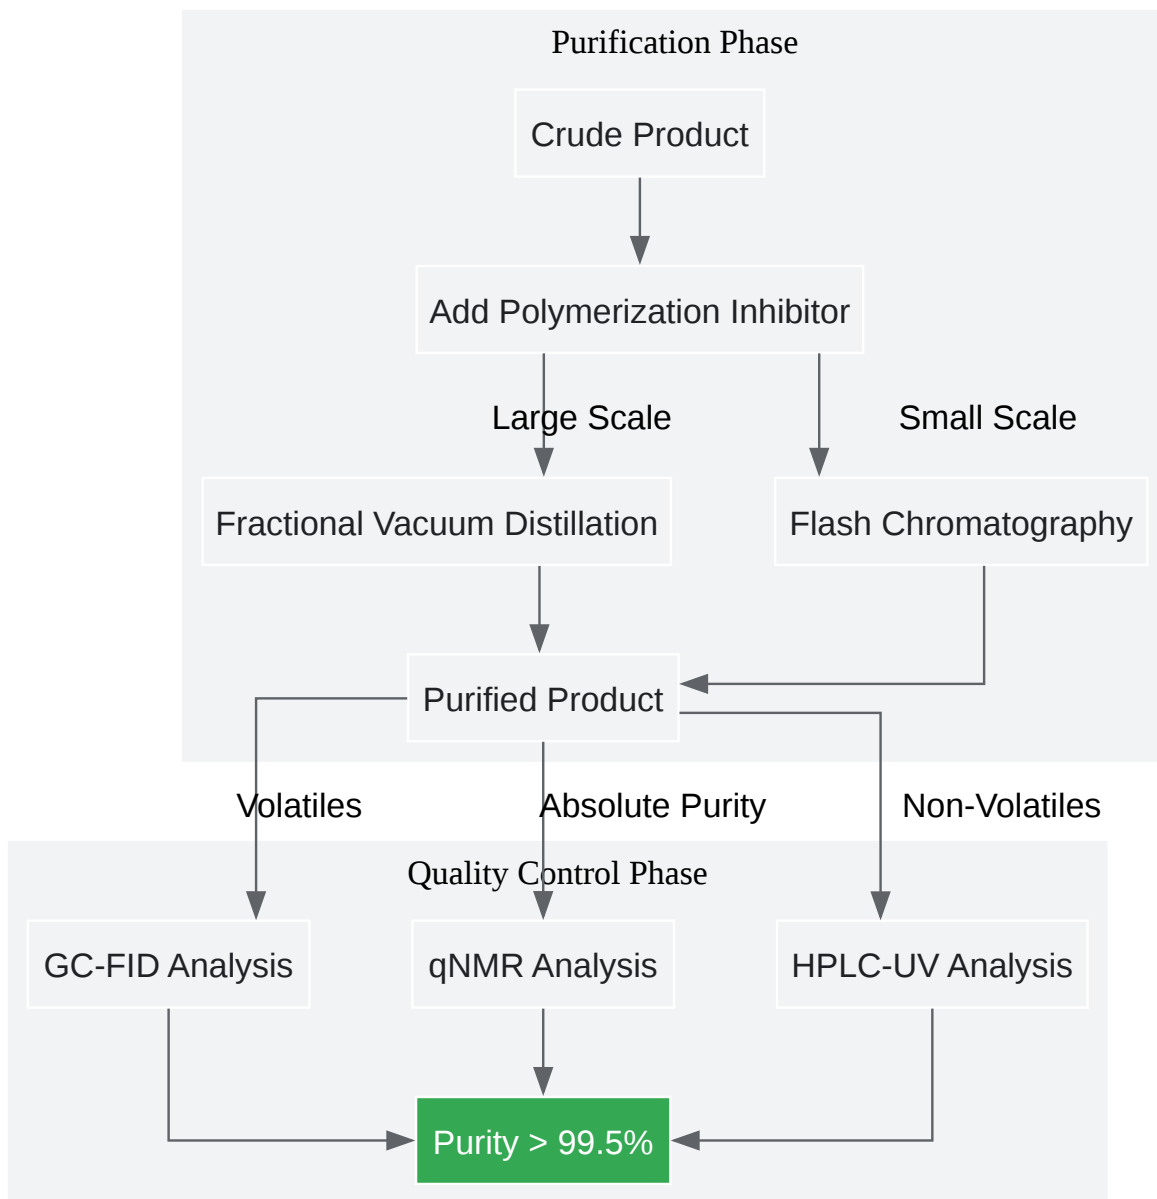 Purification Phase
Crude Product
Add Polymerization Inhibitor
Large Scale
Small Scale
Fractional Vacuum Distillation
Flash Chromatography
Purified Product
Volatiles
Absolute Purity
Non-Volatiles
Quality Control Phase
GC-FID Analysis
qNMR Analysis
HPLC-UV Analysis
Purity > 99.5%